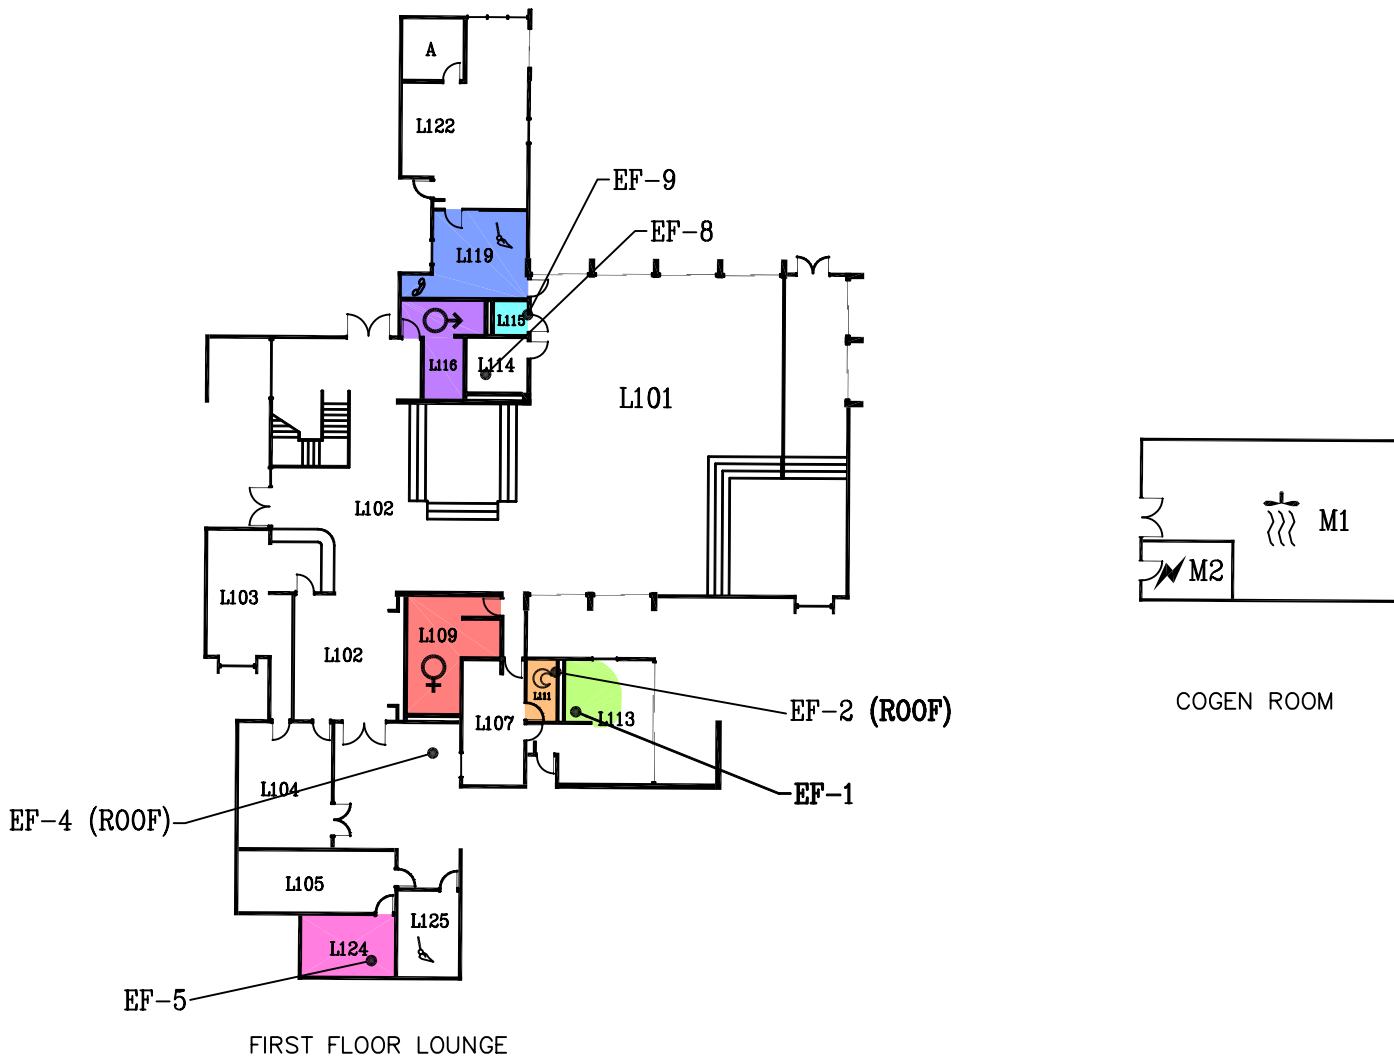 A
L122
EF-9
EF-8
L119
L115
L116
L114
L101
L102
M1
M2
L103
L109
L102
L111
COGEN ROOM
EF-2 (ROOF)
L107
L113
L104
EF-1
EF-4 (ROOF)
L105
L125
L124
EF-5
FIRST FLOOR LOUNGE